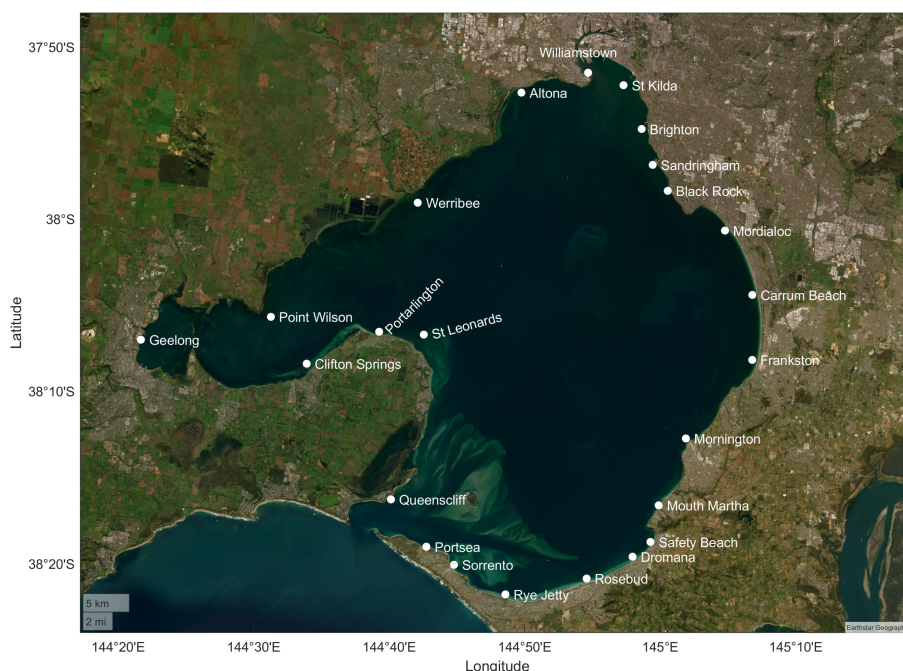 37°50'S
Williamstown
St Kilda
Altona
Brighton
Sandringham
Black Rock
Werribee
38°S
Mordialoc
Carrum Beach
Point Wilson
Portarlington
St Leonards
Geelong
Clifton Springs
Frankston
Latitude
38°10'S
Mornington
Queenscliff
Mouth Martha
Portsea
Safety Beach
Dromana
38°20'S
Sorrento
Rosebud
Rye Jetty
5 km
2 mi
Earthstar Geograph
144°20'E
144°30'E
144°40'E
144°50'E
145°E
145°10'E
Longitude